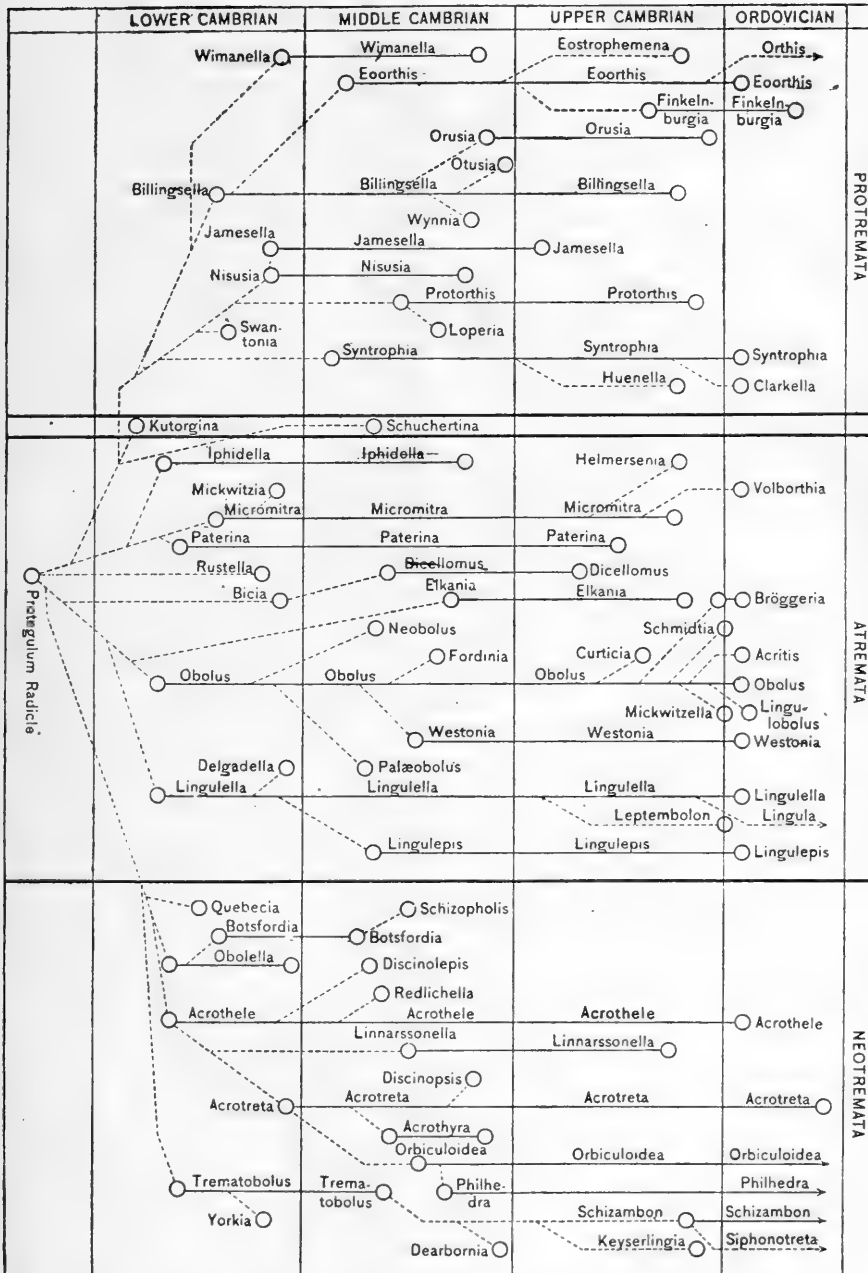 LOWER CAMBRIAN MIDDLE CAMBRIAN UPPER CAMBRIAN ORDOVICIAN
Wimanella Wimanella Eostrophemena Orthis
Eoorthis Eoorthis Eoorthis
Finkeln-
burgia
Finkeln-
burgia
Orusia Orusia
Otusia
Billingsella Billingsella Billingsella
Wynnia
Jamesella Jamesella Jamesella
Nisusia Nisusia
Protorthis Protorthis
Swan-
tonia
Loperia
Syntrophia Syntrophia Syntrophia
Huenella Clarkella
PROTREMATA
Kutorgina Schuchertina
Iphidella Iphidella Helmersenia
Mickwitzia Volborthia
Micromitra Micromitra Micromitra
Paterina Paterina Paterina
Rustella Dicellomus Dicellomus
Bicia Elkania Elkania Bröggeria
Protegulum Radicle
Neobolus Schmidtia
Fordinia Curticia Acritis
Obolus Obolus Obolus Obolus
Mickwitzella
Lingu-
lobolus
Westonia Westonia Westonia
Delgadella Palæobolus
Lingulella Lingulella Lingulella Lingulella
Leptembolon Lingula
Lingulepis Lingulepis Lingulepis
ATREMATA
Quebecia Schizopholis
Botsfordia Botsfordia
Obolella Discinolepis
Redlichella
Acrothele Acrothele Acrothele Acrothele
Linnarssonella Linnarssonella
Discinopsis
Acrotreta Acrotreta Acrotreta Acrotreta
Acrothyra
Orbiculoidea Orbiculoidea Orbiculoidea
Trematobolus
Trema-
tobolus
Philhe-
dra
Philhedra
Yorkia Schizambon Schizambon
Dearbornia Keyserlingia Siphonotreta
NEOTREMATA